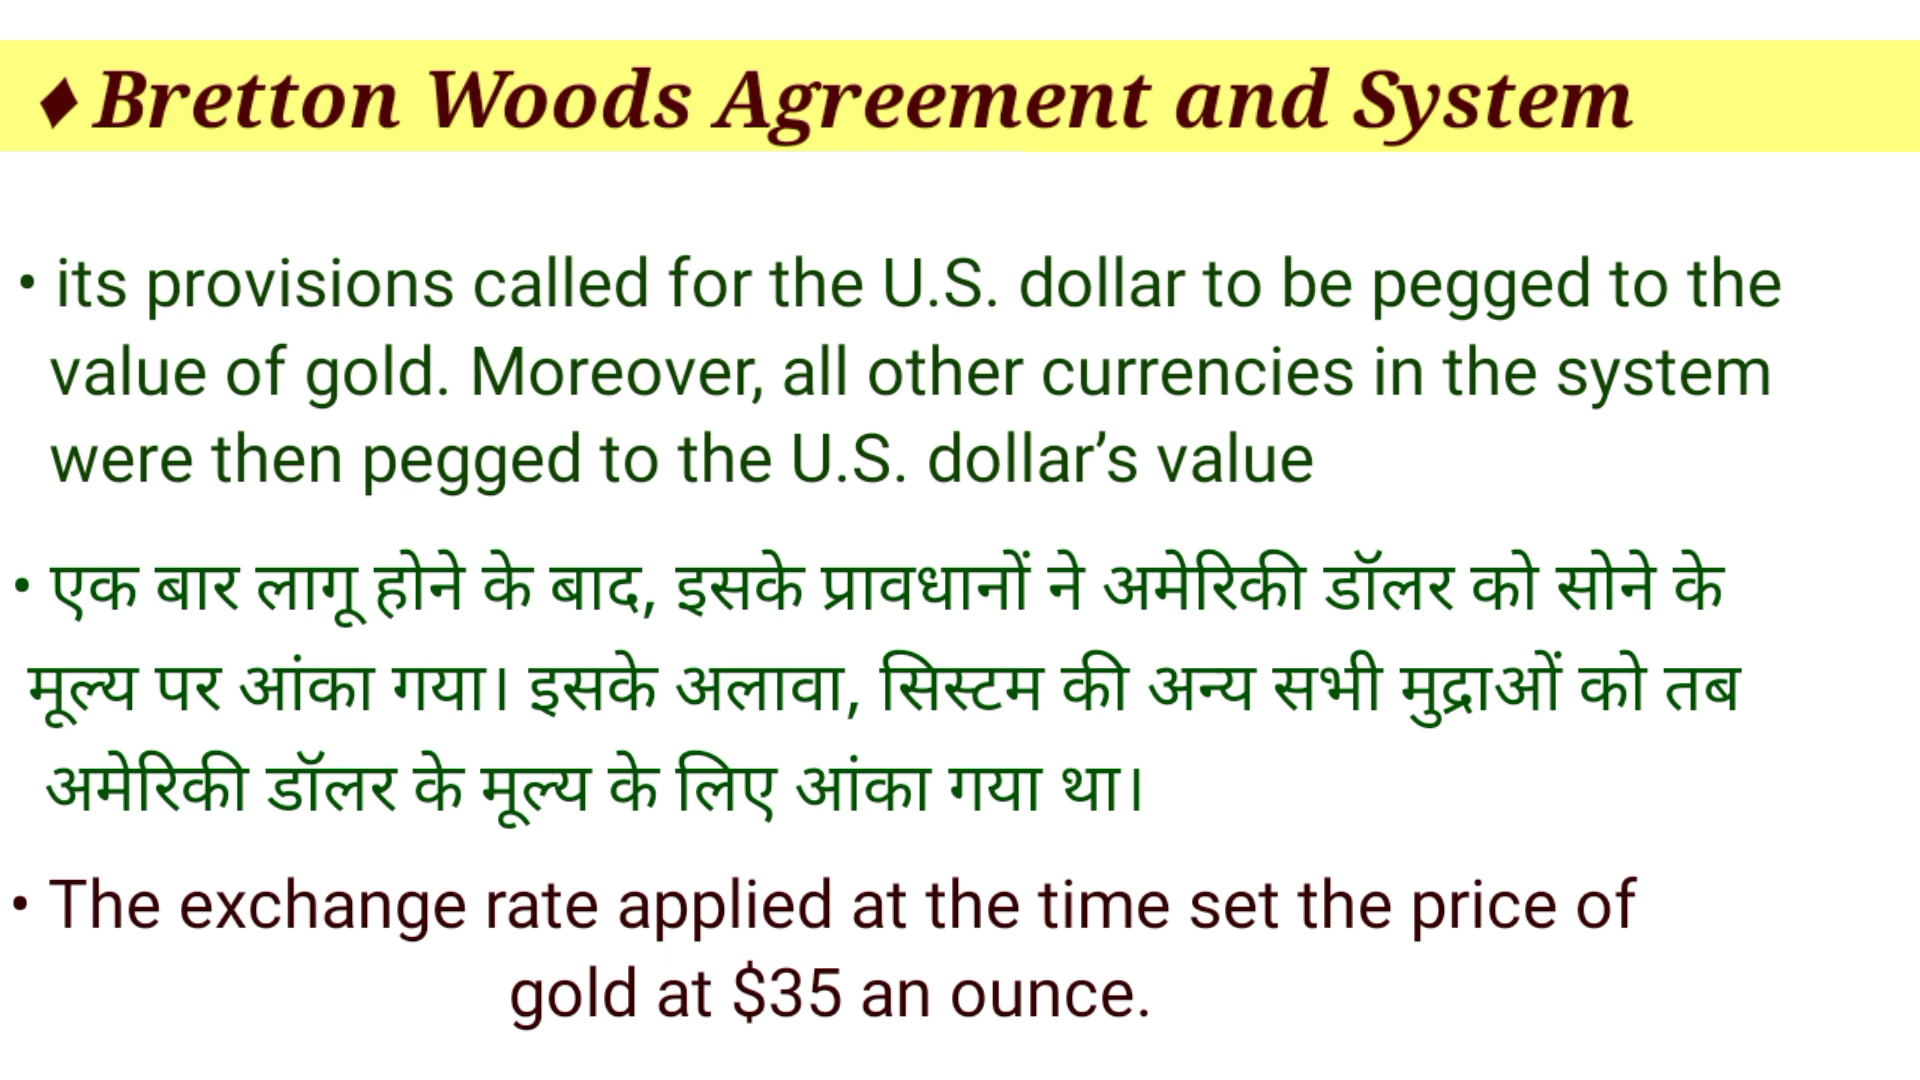 ♦ Bretton Woods Agreement and System
• its provisions called for the U.S. dollar to be pegged to the
value of gold. Moreover, all other currencies in the system
were then pegged to the U.S. dollar’s value
• एक बार लागू होने के बाद, इसके प्रावधानों ने अमेरिकी डॉलर को सोने के
मूल्य पर आंका गया। इसके अलावा, सिस्टम की अन्य सभी मुद्राओं को तब
अमेरिकी डॉलर के मूल्य के लिए आंका गया था।
• The exchange rate applied at the time set the price of
gold at $35 an ounce.